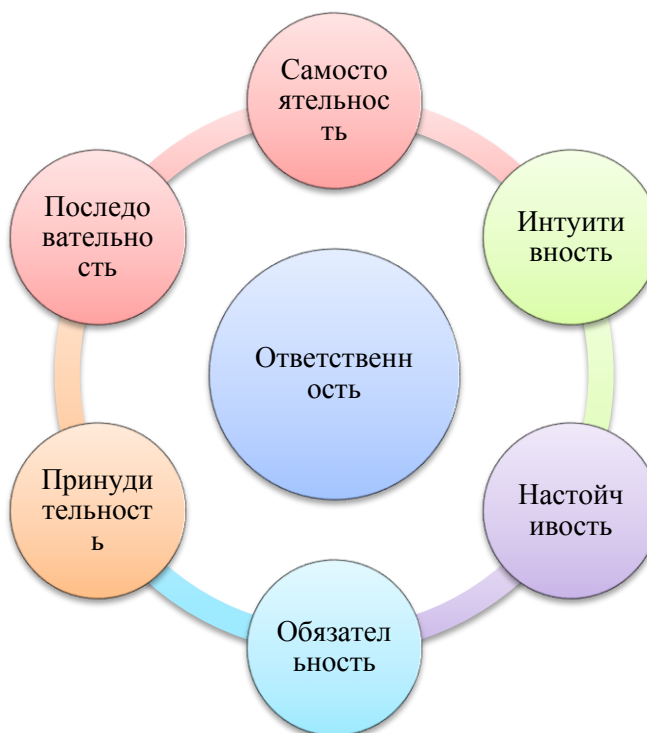 Самосто
ятельнос
ть
Последо
вательно
сть
Интуити
вность
Ответственн
ость
Принуди
тельност
ь
Настойч
ивость
Обязател
ьность